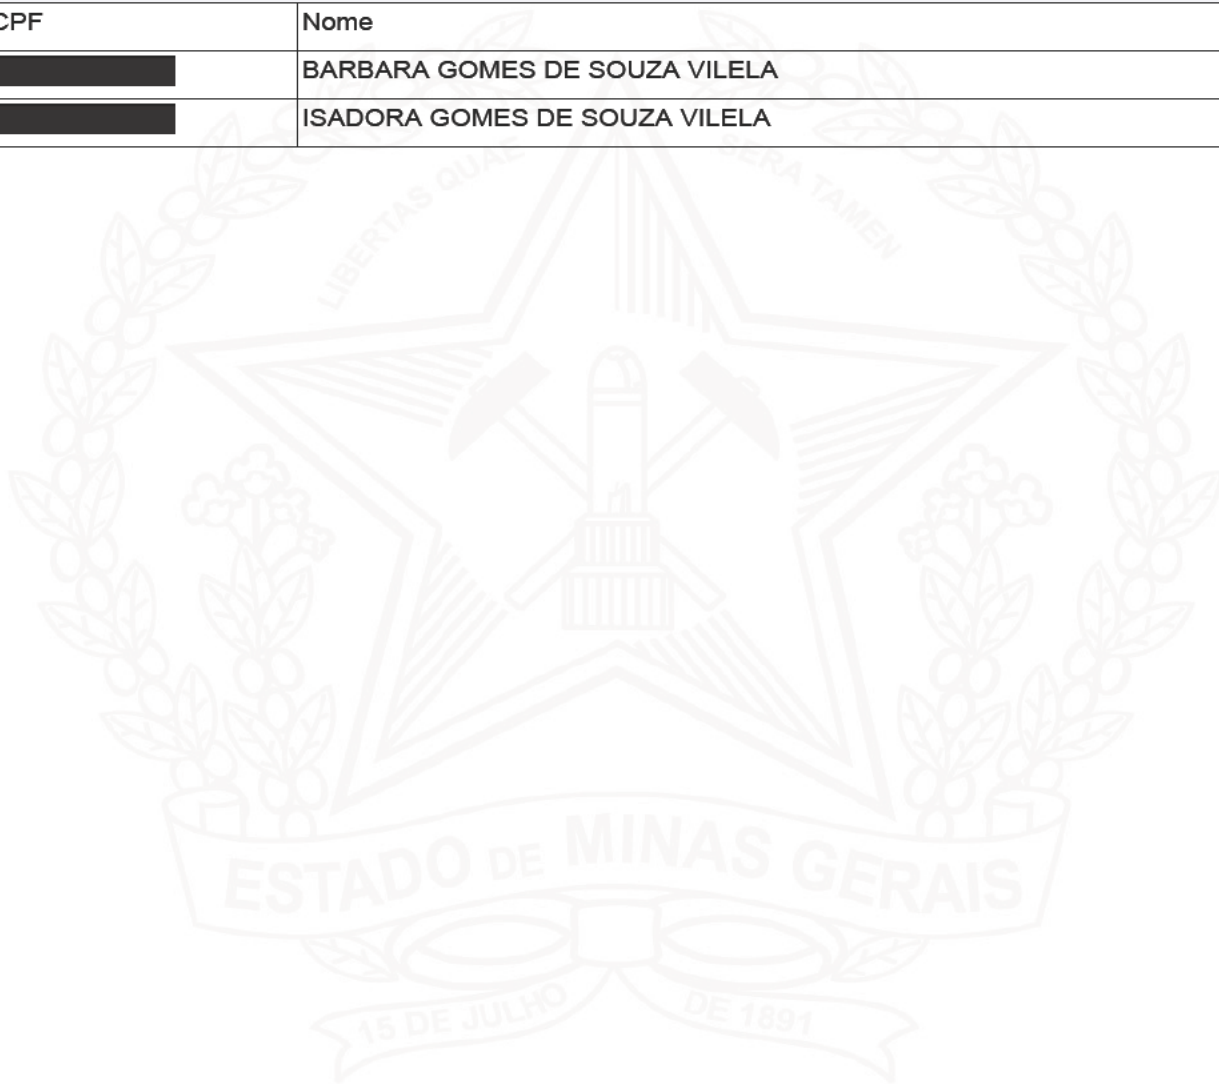 CPF Nome
BARBARA GOMES DE SOUZA VILELA
ISADORA GOMES DE SOUZA VILELA
LIBERTAS QUAE SERA TAMEN
ESTADO DE MINAS GERAIS
15 DE JULHO DE 1891